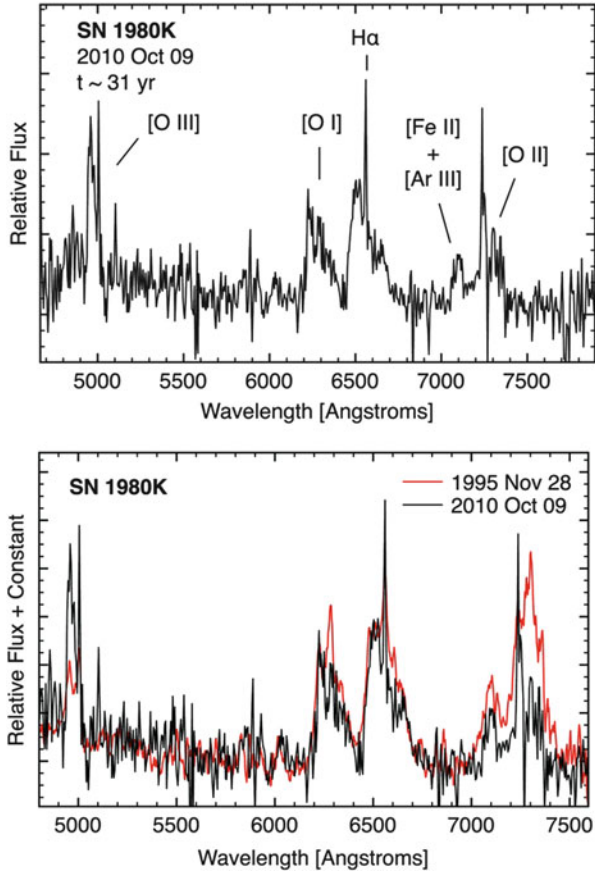 SN 1980K
2010 Oct 09
t ~ 31 yr
Hα
[O III]
[O I]
[Fe II]
+
[Ar III]
[O II]
Relative Flux
5000 5500 6000 6500 7000 7500
Wavelength [Angstroms]
SN 1980K
1995 Nov 28
2010 Oct 09
Relative Flux + Constant
5000 5500 6000 6500 7000 7500
Wavelength [Angstroms]